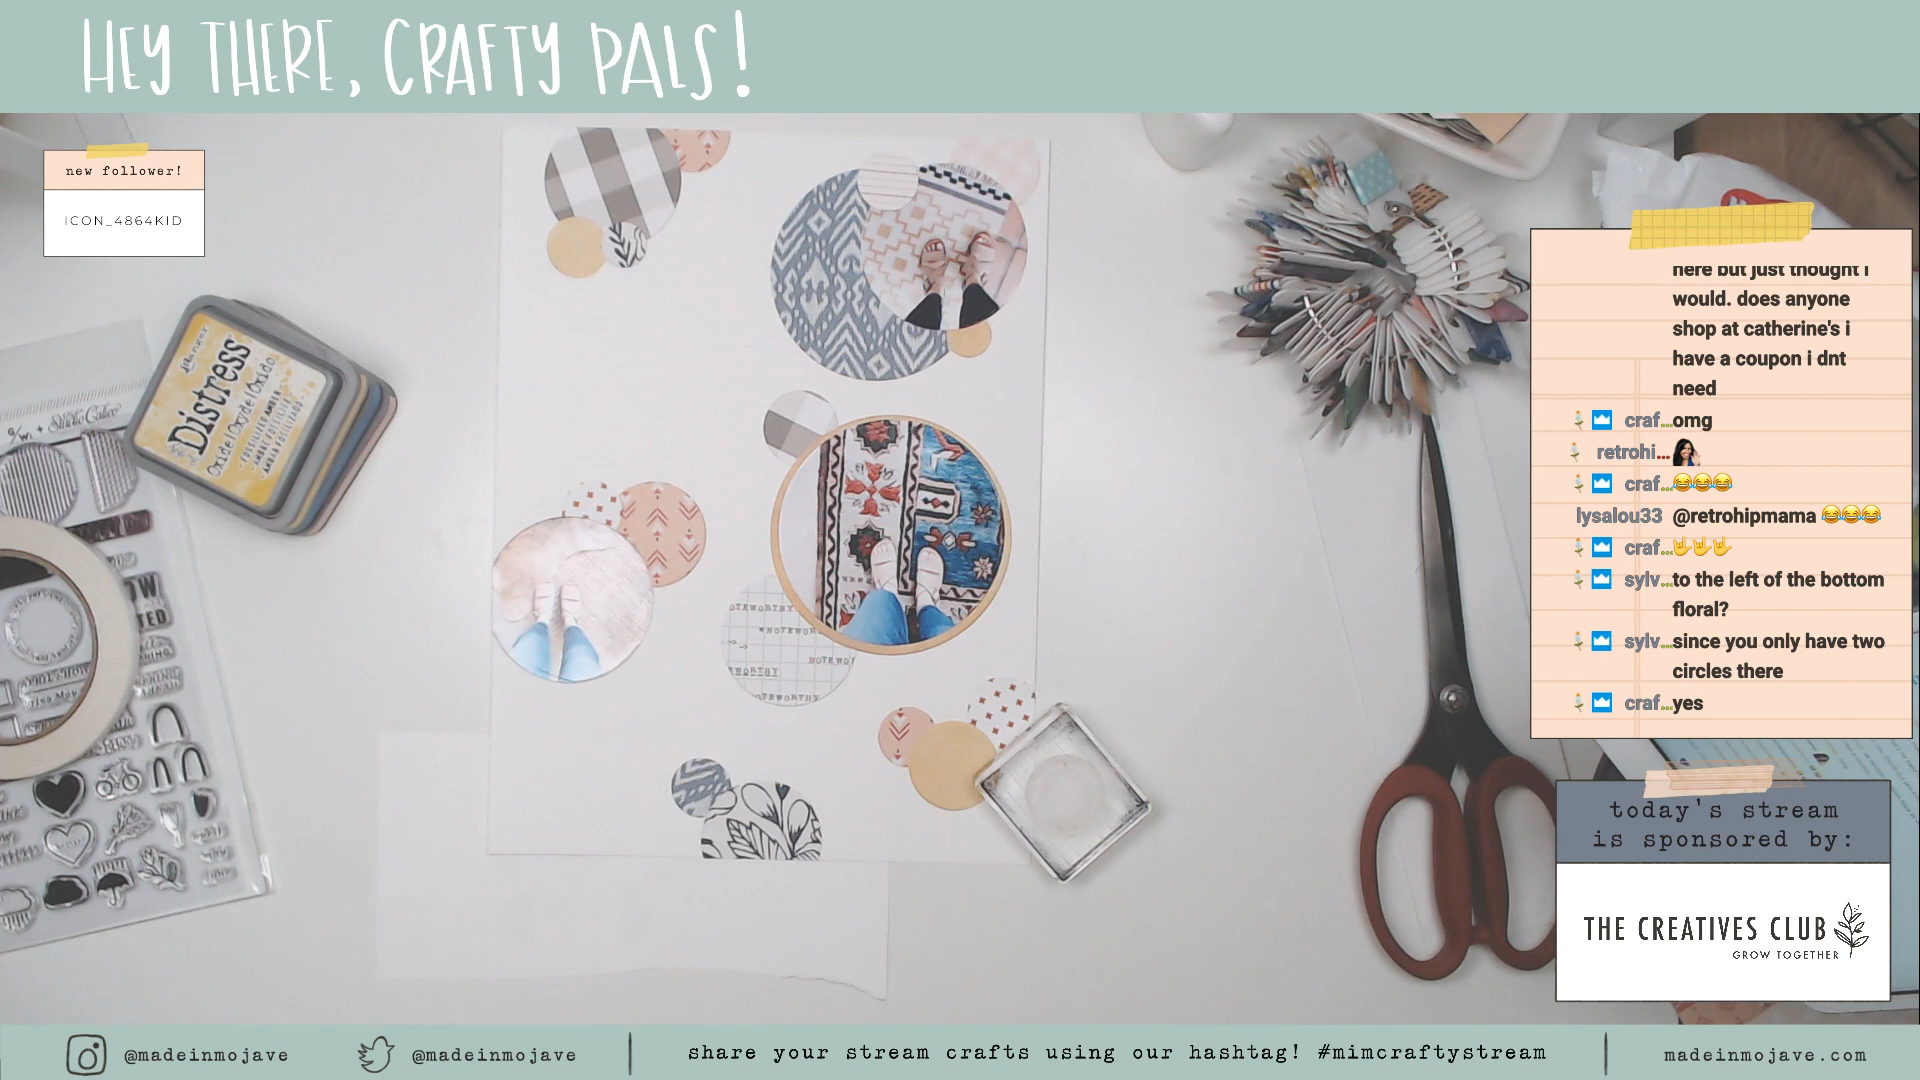 HEY THERE, CRAFTY PALS!
new follower!
ICON_4864KID
here but just thought i
would. does anyone
shop at catherine's i
have a coupon i dnt
need
craf...omg
retrohi...
craf...😂😂😂
lysalou33 @retrohipmama 😂😂😂
craf...🤟🤟🤟
sylv...to the left of the bottom
floral?
sylv...since you only have two
circles there
craf...yes
Distress
Studio Calico
NOTEWORTHY
today's stream
is sponsored by:
THE CREATIVES CLUB
GROW TOGETHER
@madeinmojave
@madeinmojave
share your stream crafts using our hashtag! #mimcraftystream
madeinmojave.com